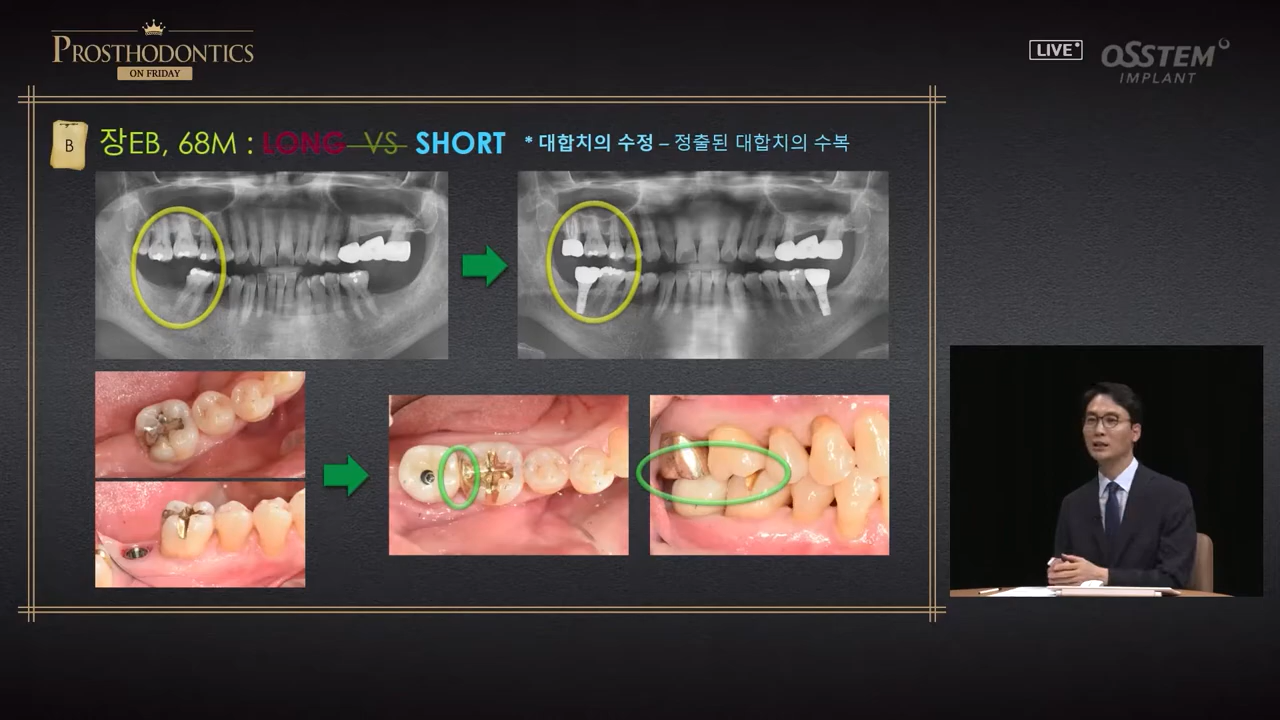 PROSTHODONTICS
ON FRIDAY
LIVE
OSSTEM
IMPLANT
B
장EB, 68M : LONG VS SHORT * 대합치의 수정 – 정출된 대합치의 수복